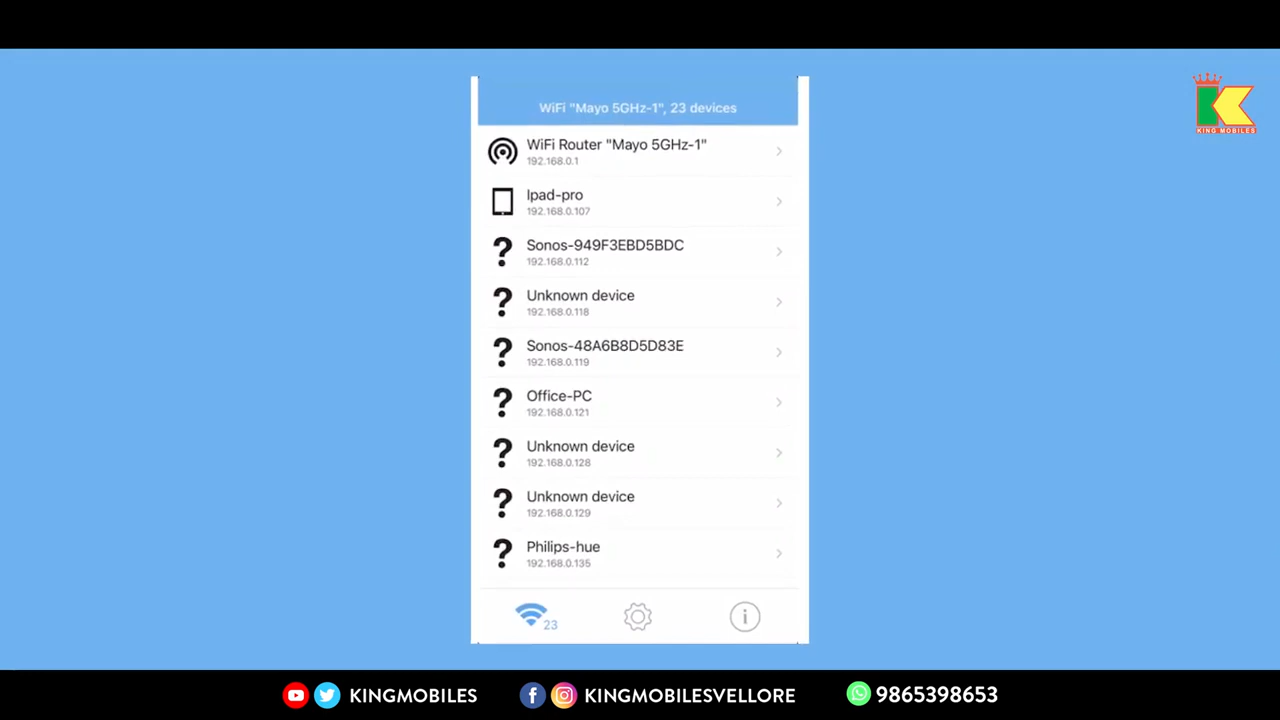 WiFi "Mayo 5GHz-1", 23 devices
WiFi Router "Mayo 5GHz-1"
192.168.0.1
Ipad-pro
192.168.0.107
Sonos-949F3EBD5BDC
192.168.0.112
Unknown device
192.168.0.118
Sonos-48A6B8D5D83E
192.168.0.119
Office-PC
192.168.0.121
Unknown device
192.168.0.128
Unknown device
192.168.0.129
Philips-hue
192.168.0.135
23
KING MOBILES
KINGMOBILES
KINGMOBILESVELLORE
9865398653